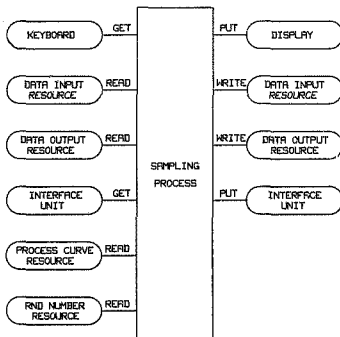 KEYBOARD GET PUT DISPLAY
DATA INPUT RESOURCE READ WRITE DATA INPUT RESOURCE
DATA OUTPUT RESOURCE READ WRITE DATA OUTPUT RESOURCE
SAMPLING PROCESS
INTERFACE UNIT GET PUT INTERFACE UNIT
PROCESS CURVE RESOURCE READ
RND NUMBER RESOURCE READ